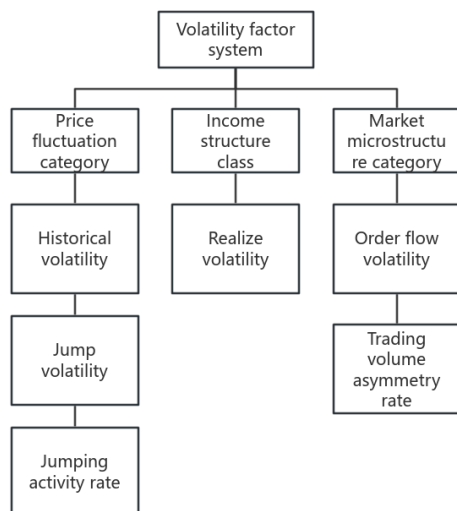 Volatility factor
system
Price
fluctuation
category
Income
structure
class
Market
microstructu
re category
Historical
volatility
Realize
volatility
Order flow
volatility
Jump
volatility
Trading
volume
asymmetry
rate
Jumping
activity rate